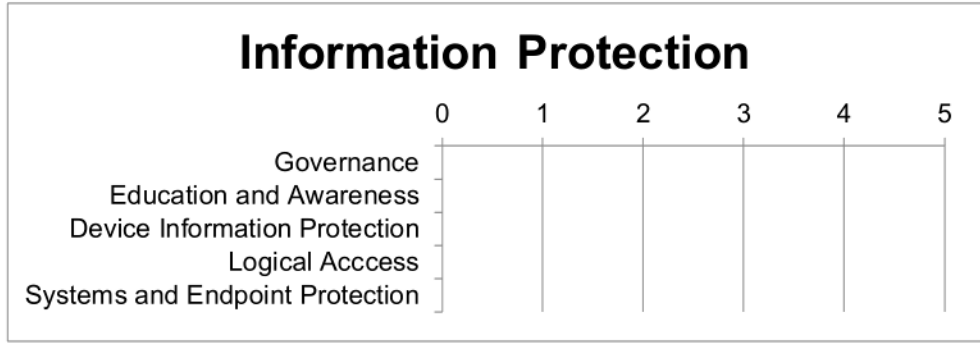 Information Protection
0 1 2 3 4 5
Governance
Education and Awareness
Device Information Protection
Logical Acccess
Systems and Endpoint Protection